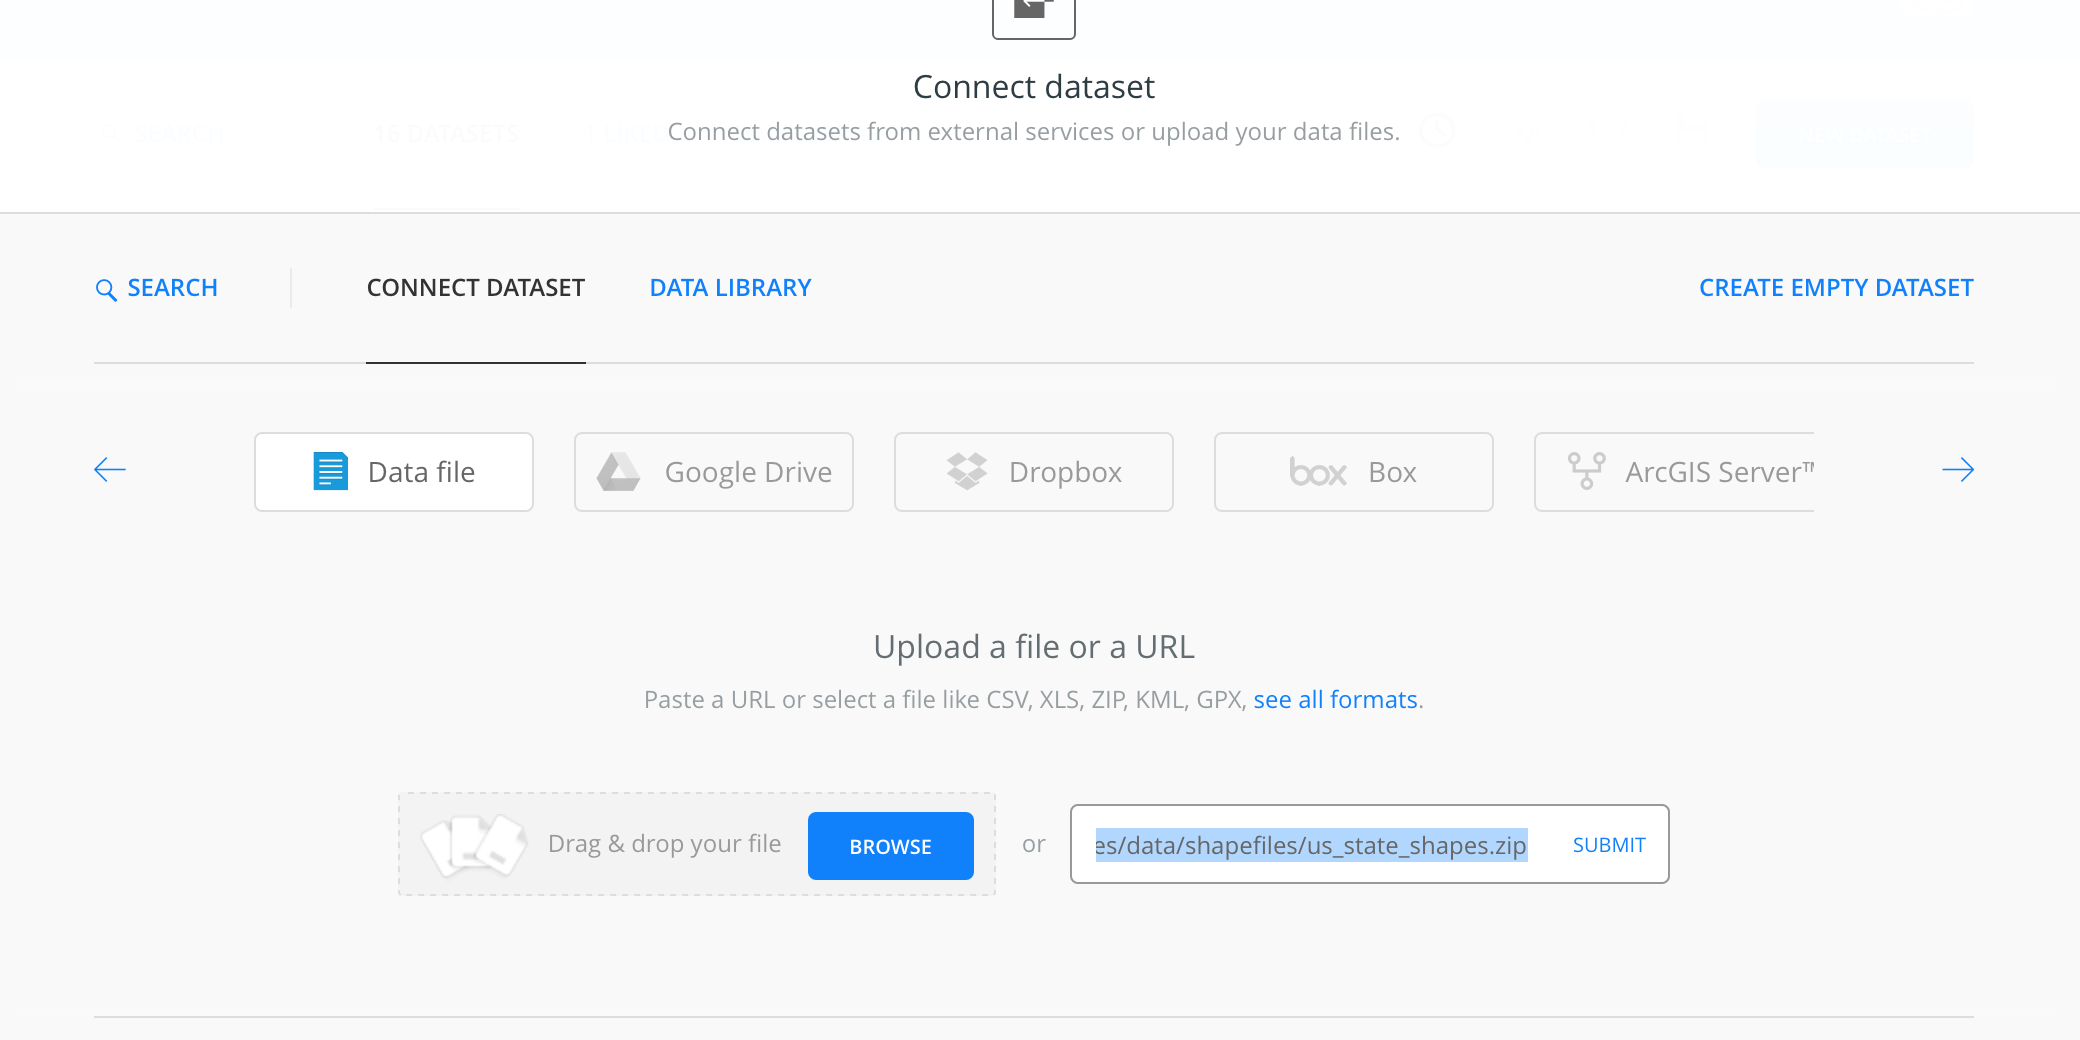 Connect dataset
Connect datasets from external services or upload your data files.
SEARCH
16 DATASETS
SEARCH
CONNECT DATASET
DATA LIBRARY
CREATE EMPTY DATASET
Data file
Google Drive
Dropbox
box Box
ArcGIS Server™
Upload a file or a URL
Paste a URL or select a file like CSV, XLS, ZIP, KML, GPX, see all formats.
Drag & drop your file
BROWSE
or
es/data/shapefiles/us_state_shapes.zip
SUBMIT